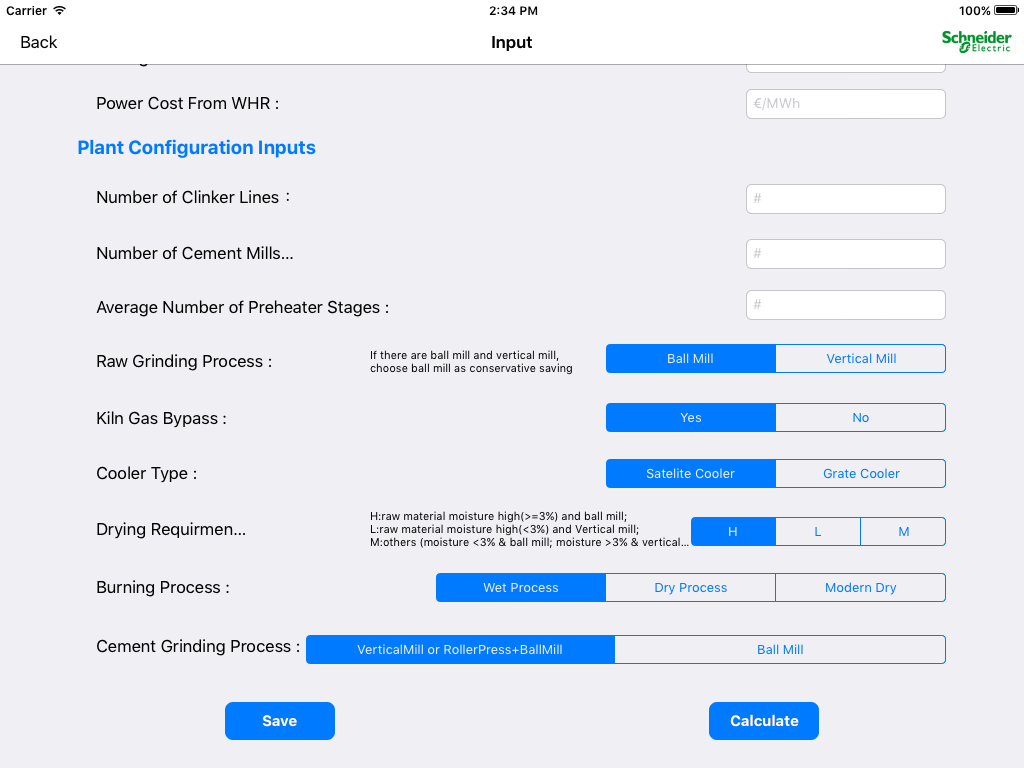 Carrier 2:34 PM 100%
Back Input Schneider
Electric
Power Cost From WHR : €/MWh
Plant Configuration Inputs
Number of Clinker Lines : #
Number of Cement Mills... #
Average Number of Preheater Stages : #
Raw Grinding Process : If there are ball mill and vertical mill,
choose ball mill as conservative saving
Ball Mill Vertical Mill
Kiln Gas Bypass : Yes No
Cooler Type : Satelite Cooler Grate Cooler
Drying Requirmen... H:raw material moisture high(>=3%) and ball mill;
L:raw material moisture high(<3%) and Vertical mill;
M:others (moisture <3% & ball mill; moisture >3% & vertical...
H L M
Burning Process : Wet Process Dry Process Modern Dry
Cement Grinding Process : VerticalMill or RollerPress+BallMill Ball Mill
Save Calculate